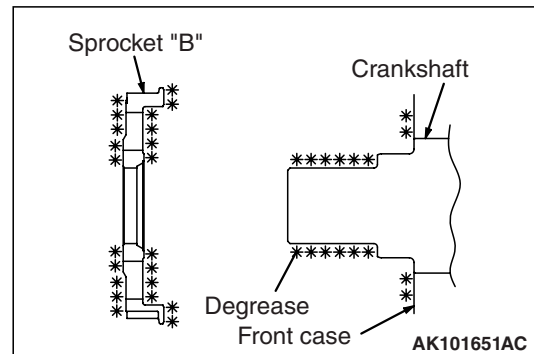 Sprocket "B"
Crankshaft
Degrease
Front case
AK101651AC